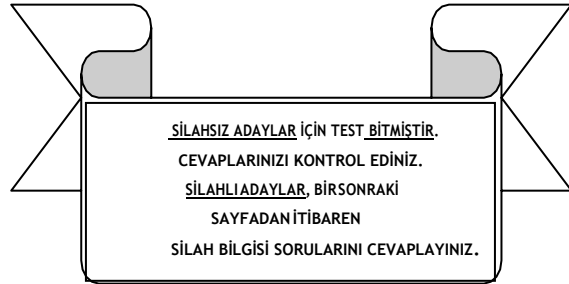 SİLAHSIZ ADAYLAR İÇİN TEST BİTMİŞTİR.
CEVAPLARINIZI KONTROL EDİNİZ.
SİLAHLIADAYLAR, BİRSONRAKİ
SAYFADAN İTİBAREN
SİLAH BİLGİSİ SORULARINI CEVAPLAYINIZ.